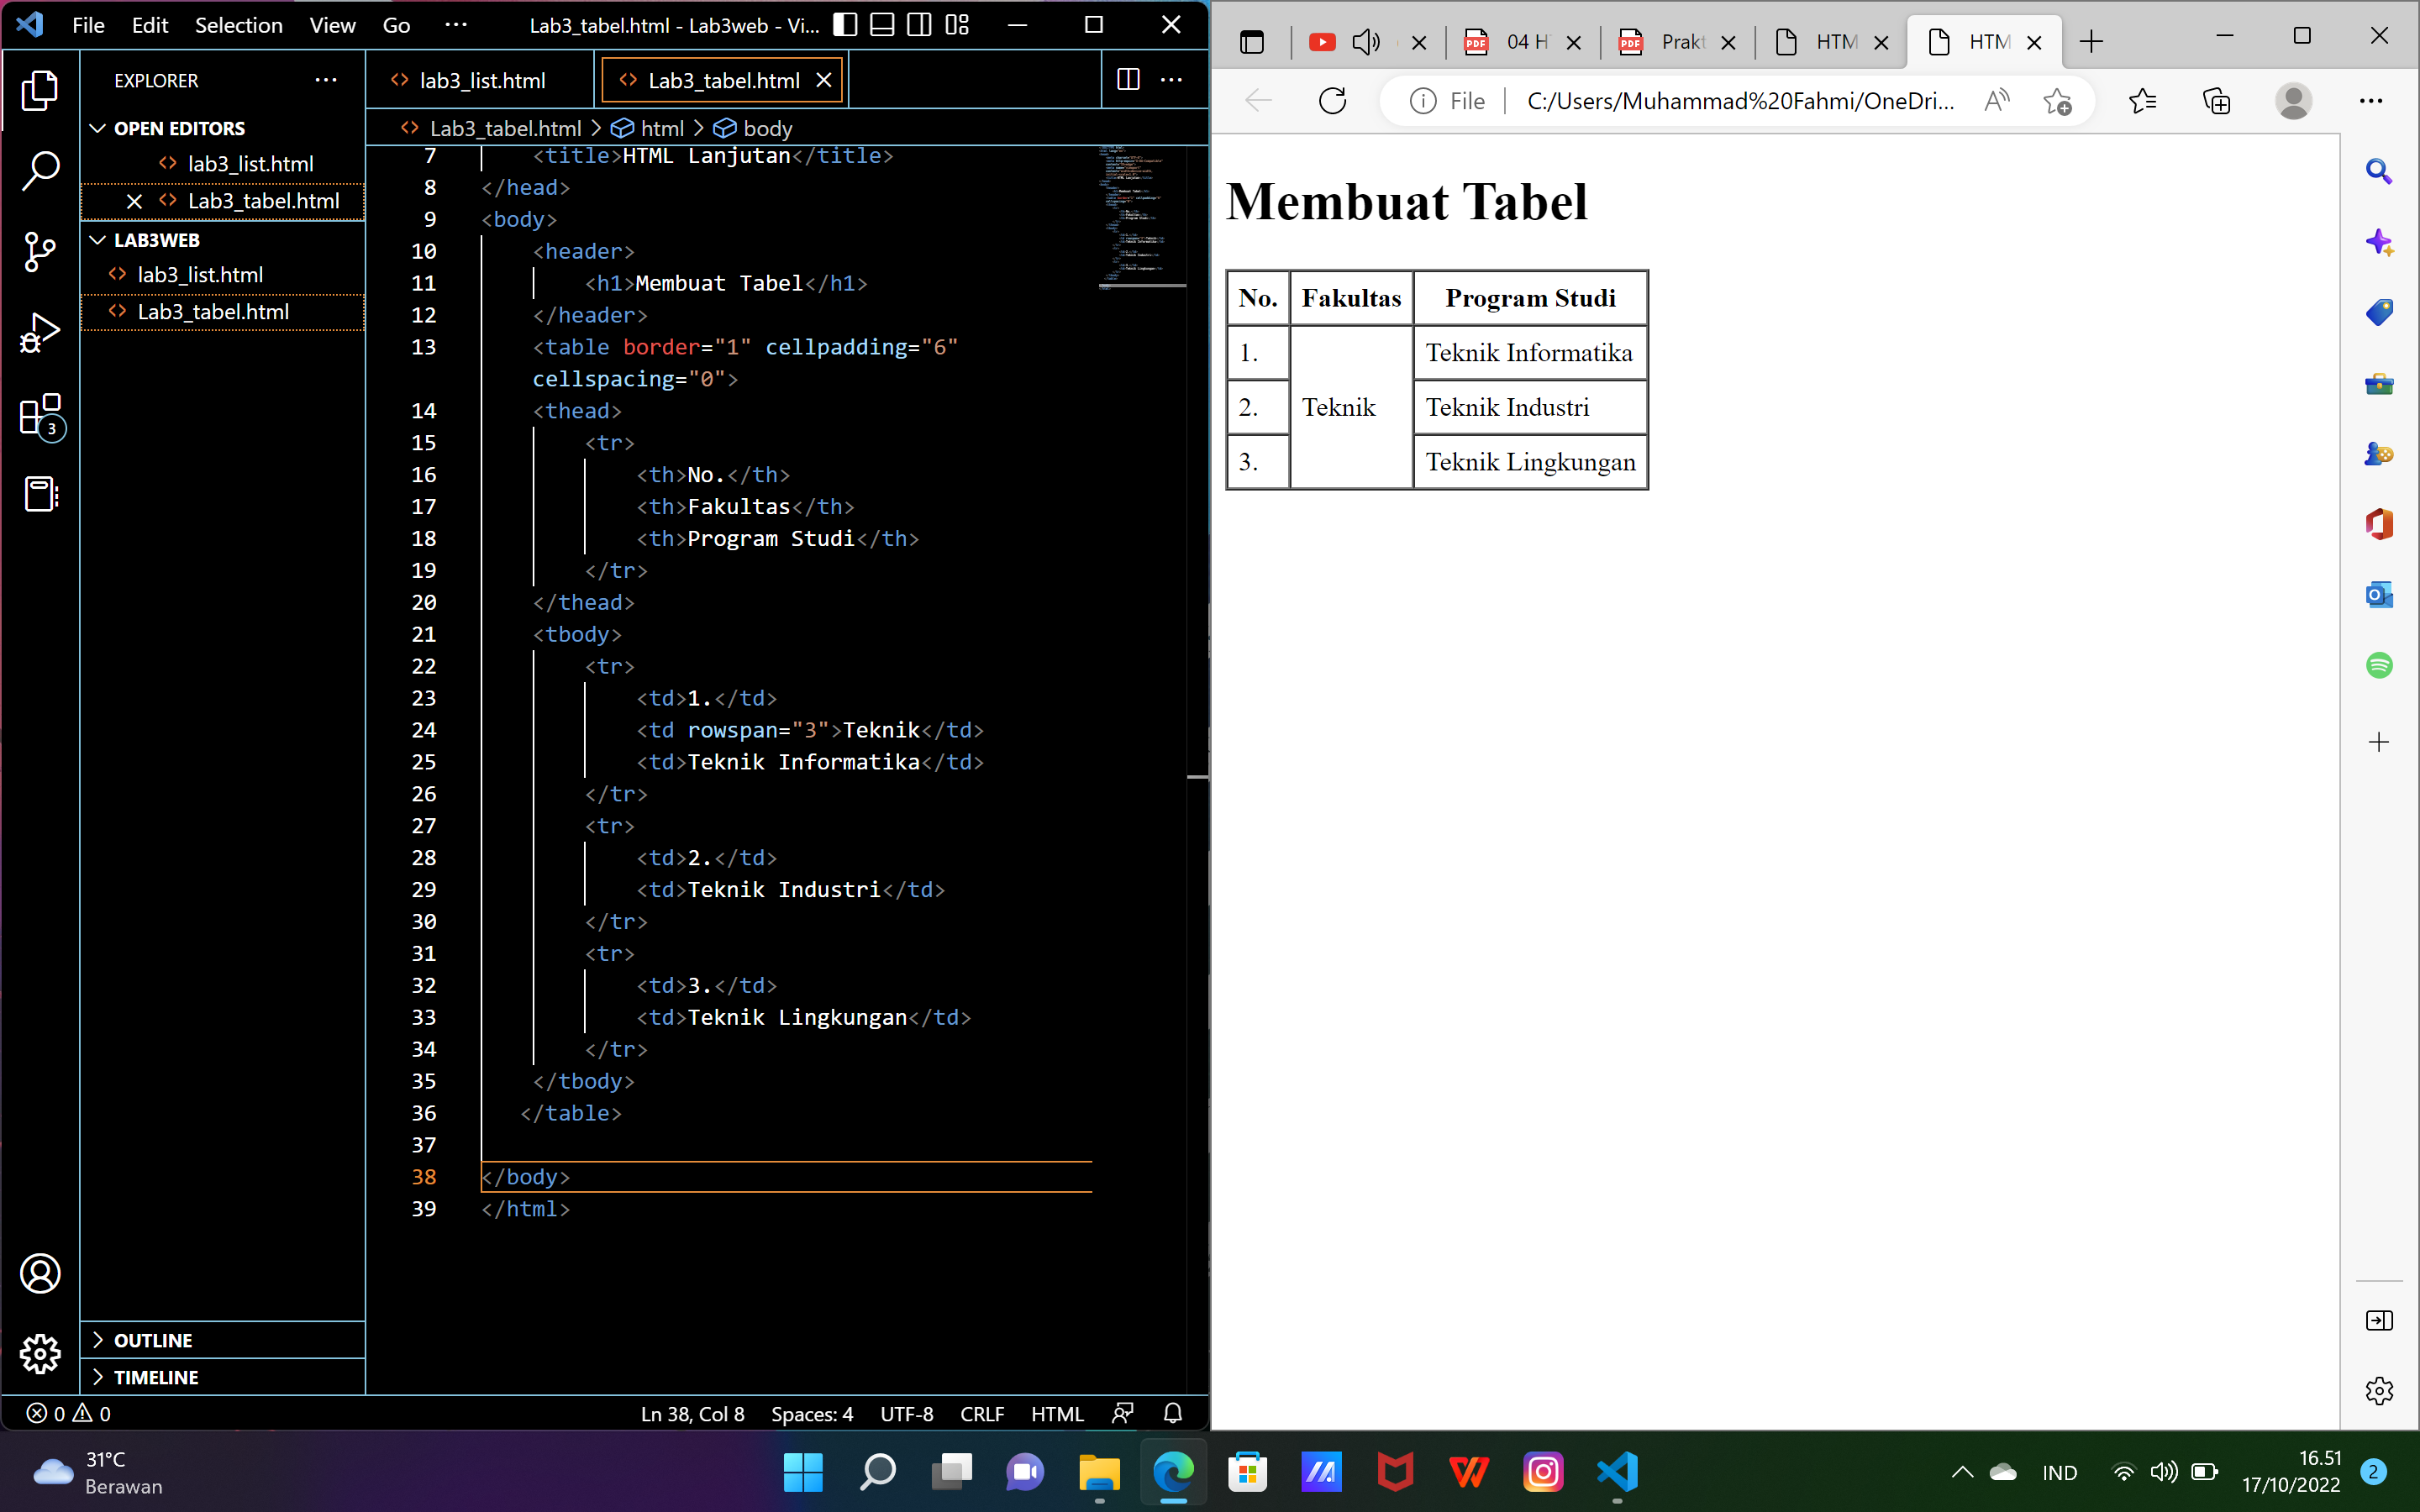 File Edit Selection View Go ··· Lab3_tabel.html - Lab3web - Vi...
EXPLORER ···
OPEN EDITORS
lab3_list.html
Lab3_tabel.html
LAB3WEB
lab3_list.html
Lab3_tabel.html
OUTLINE
TIMELINE
3
lab3_list.html Lab3_tabel.html
Lab3_tabel.html > html > body
7 <title>HTML Lanjutan</title>
8 </head>
9 <body>
10 <header>
11 <h1>Membuat Tabel</h1>
12 </header>
13 <table border="1" cellpadding="6"
cellspacing="0">
14 <thead>
15 <tr>
16 <th>No.</th>
17 <th>Fakultas</th>
18 <th>Program Studi</th>
19 </tr>
20 </thead>
21 <tbody>
22 <tr>
23 <td>1.</td>
24 <td rowspan="3">Teknik</td>
25 <td>Teknik Informatika</td>
26 </tr>
27 <tr>
28 <td>2.</td>
29 <td>Teknik Industri</td>
30 </tr>
31 <tr>
32 <td>3.</td>
33 <td>Teknik Lingkungan</td>
34 </tr>
35 </tbody>
36 </table>
37
38 </body>
39 </html>
0 0 Ln 38, Col 8 Spaces: 4 UTF-8 CRLF HTML
04 H Prakt HTM HTM
File C:/Users/Muhammad%20Fahmi/OneDri...
Membuat Tabel
No. Fakultas Program Studi
1. Teknik Informatika
2. Teknik Teknik Industri
3. Teknik Lingkungan
31°C
Berawan
IND
16.51
17/10/2022
2